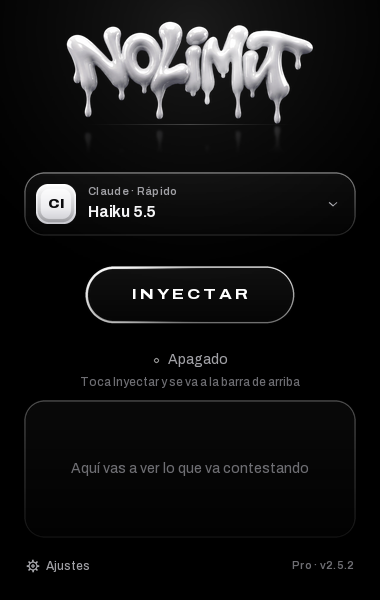 NOLiMiT
CI
Claude · Rápido
Haiku 5.5
INYECTAR
Apagado
Toca Inyectar y se va a la barra de arriba
Aquí vas a ver lo que va contestando
Ajustes
Pro · v2.5.2